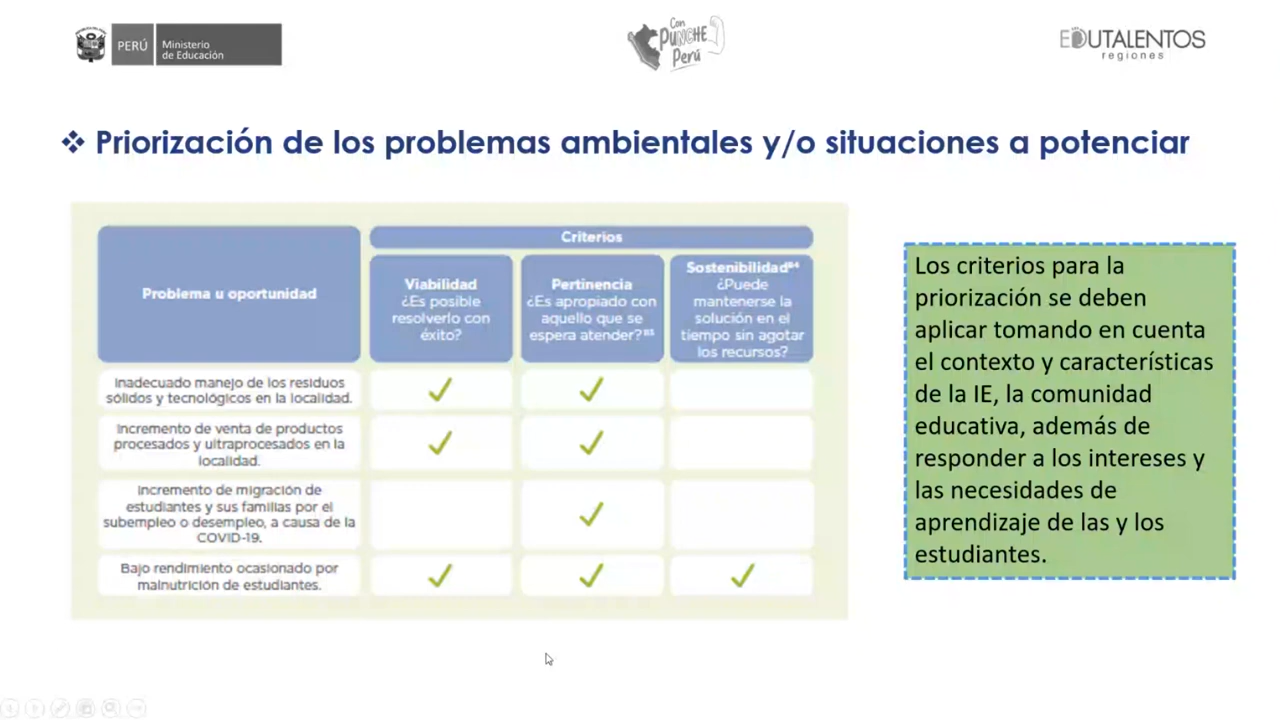 PERÚ
Ministerio
de Educación
Con
PUNCHE
Perú
EDUTALENTOS
regiones
❖ Priorización de los problemas ambientales y/o situaciones a potenciar
Problema u oportunidad
Criterios
Viabilidad
¿Es posible
resolverlo con
éxito?
Pertinencia
¿Es apropiado con
aquello que se
espera atender?
Sostenibilidad
¿Puede
mantenerse la
solución en el
tiempo sin agotar
los recursos?
Inadecuado manejo de los residuos
sólidos y tecnológicos en la localidad.
✓ ✓
Incremento de venta de productos
procesados y ultraprocesados en la
localidad.
✓ ✓
Incremento de migración de
estudiantes y sus familias por el
subempleo o desempleo, a causa de la
COVID-19.
✓
Bajo rendimiento ocasionado por
malnutrición de estudiantes.
✓ ✓ ✓
Los criterios para la
priorización se deben
aplicar tomando en cuenta
el contexto y características
de la IE, la comunidad
educativa, además de
responder a los intereses y
las necesidades de
aprendizaje de las y los
estudiantes.